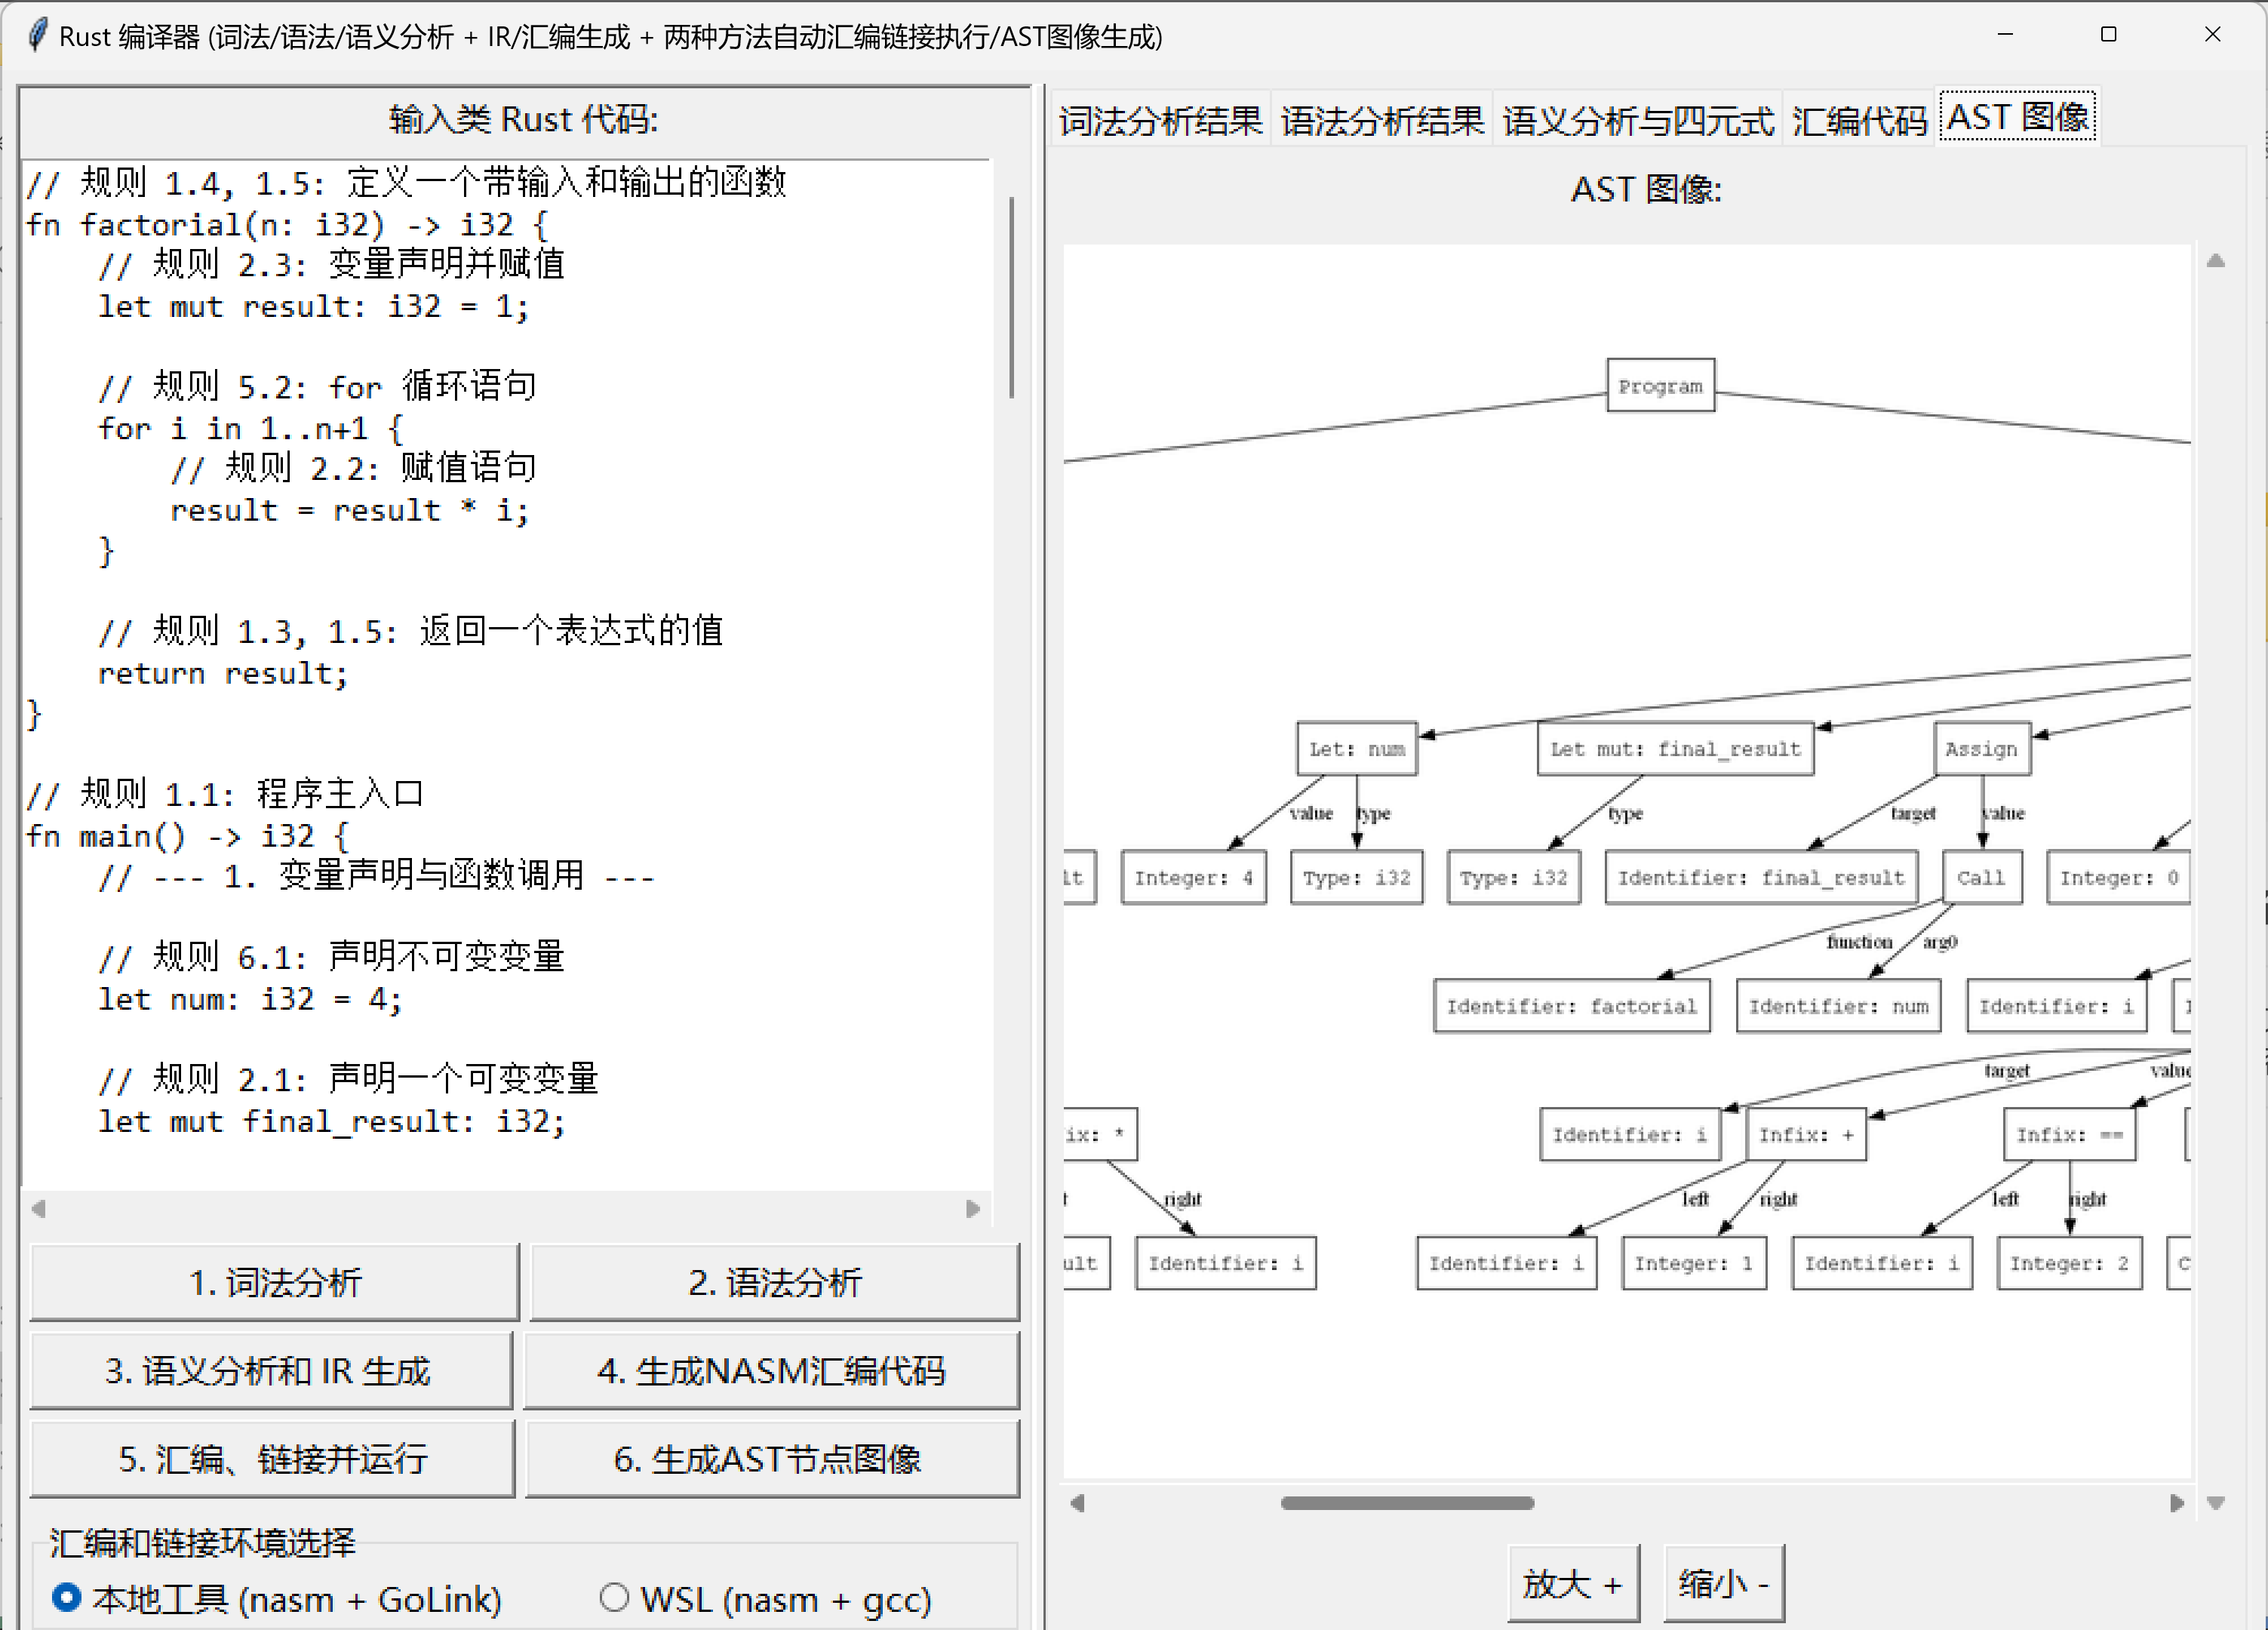 Rust 编译器 (词法/语法/语义分析 + IR/汇编生成 + 两种方法自动汇编链接执行/AST图像生成)
输入类 Rust 代码:
// 规则 1.4, 1.5: 定义一个带输入和输出的函数
fn factorial(n: i32) -> i32 {
    // 规则 2.3: 变量声明并赋值
    let mut result: i32 = 1;
    // 规则 5.2: for 循环语句
    for i in 1..n+1 {
        // 规则 2.2: 赋值语句
        result = result * i;
    }
    // 规则 1.3, 1.5: 返回一个表达式的值
    return result;
}
// 规则 1.1: 程序主入口
fn main() -> i32 {
    // --- 1. 变量声明与函数调用 ---
    // 规则 6.1: 声明不可变变量
    let num: i32 = 4;
    // 规则 2.1: 声明一个可变变量
    let mut final_result: i32;
1. 词法分析
2. 语法分析
3. 语义分析和 IR 生成
4. 生成NASM汇编代码
5. 汇编、链接并运行
6. 生成AST节点图像
汇编和链接环境选择
本地工具 (nasm + GoLink)
WSL (nasm + gcc)
词法分析结果
语法分析结果
语义分析与四元式
汇编代码
AST 图像
AST 图像:
Program
Let: num
Let mut: final_result
Assign
value
type
type
target
value
lt
Integer: 4
Type: i32
Type: i32
Identifier: final_result
Call
Integer: 0
function
arg0
Identifier: factorial
Identifier: num
Identifier: i
target
value
ix: *
Identifier: i
Infix: +
Infix: ==
right
left
right
left
right
ult
Identifier: i
Identifier: i
Integer: 1
Identifier: i
Integer: 2
放大 +
缩小 -